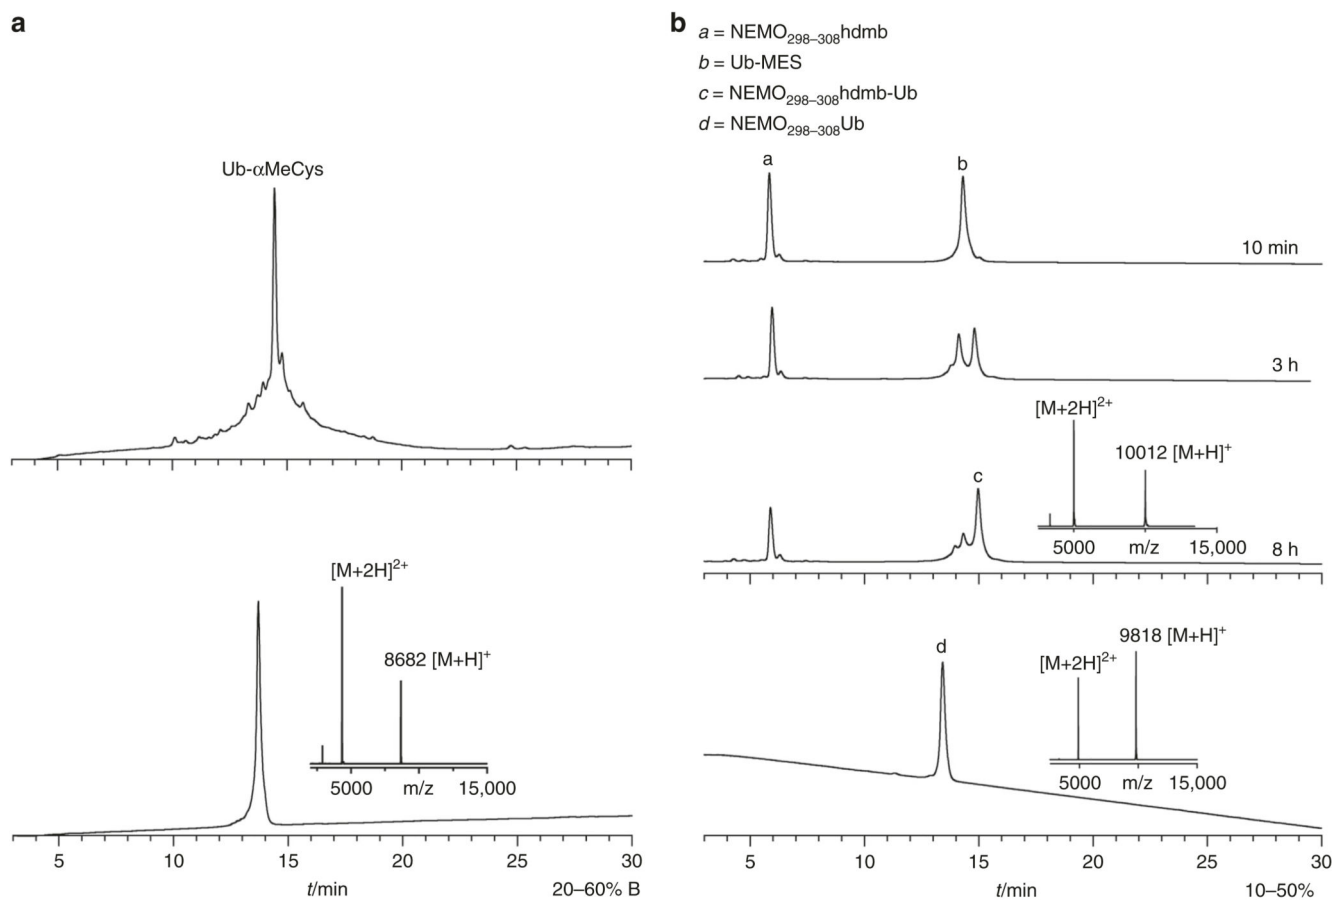 a
Ub-αMeCys
[M+2H]2+
8682 [M+H]+
5000 m/z 15,000
5 10 15 20 25 30
t/min 20–60% B
b
a = NEMO298–308hdmb
b = Ub-MES
c = NEMO298–308hdmb-Ub
d = NEMO298–308Ub
a b
10 min
3 h
[M+2H]2+
10012 [M+H]+
c
5000 m/z 15,000
8 h
d
9818 [M+H]+
[M+2H]2+
5000 m/z 15,000
5 10 15 20 25 30
t/min 10–50%